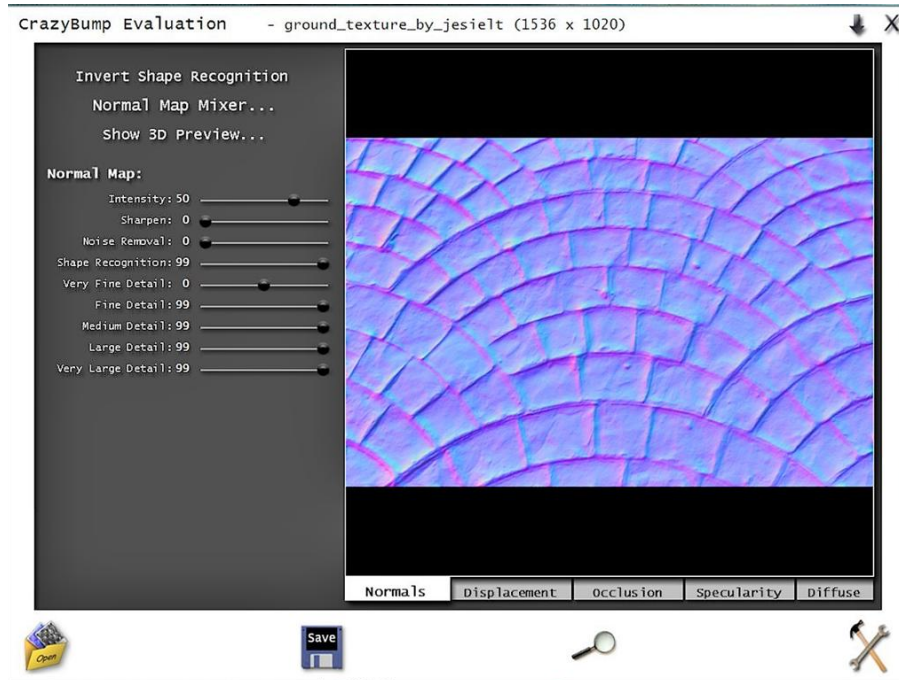 CrazyBump Evaluation - ground_texture_by_jesielt (1536 x 1020) X
Invert Shape Recognition
Normal Map Mixer...
Show 3D Preview...
Normal Map:
Intensity: 50
Sharpen: 0
Noise Removal: 0
Shape Recognition: 99
Very Fine Detail: 0
Fine Detail: 99
Medium Detail: 99
Large Detail: 99
Very Large Detail: 99
Normals Displacement Occlusion Specularity Diffuse
Open Save